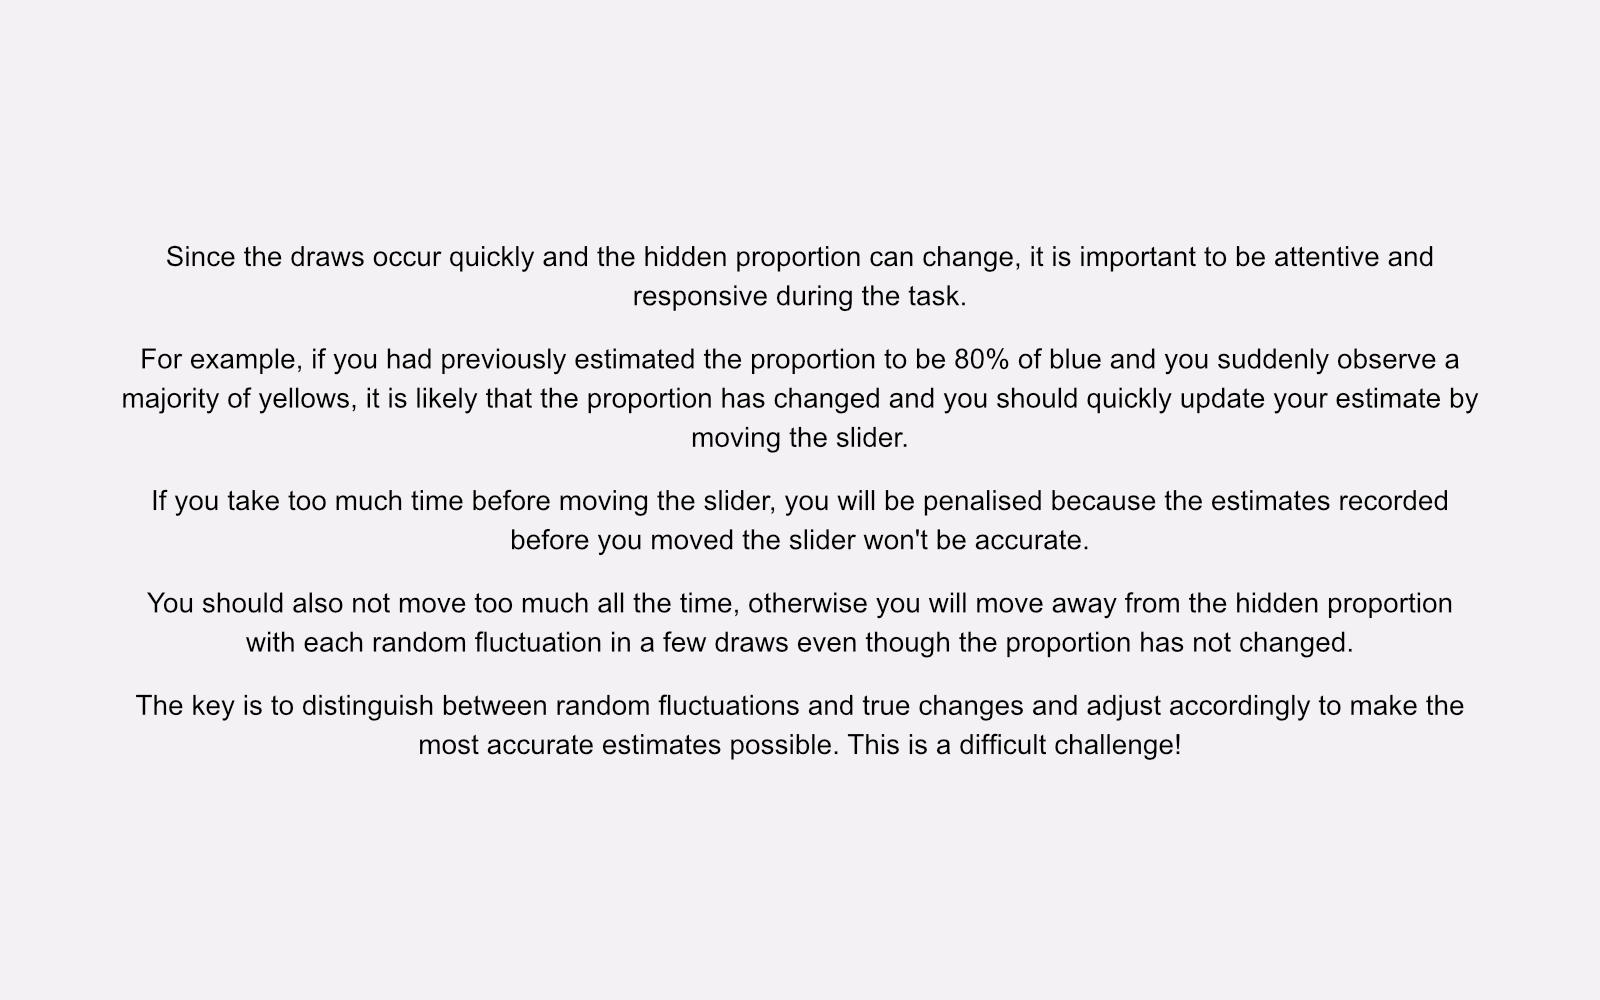 Since the draws occur quickly and the hidden proportion can change, it is important to be attentive and
responsive during the task.
For example, if you had previously estimated the proportion to be 80% of blue and you suddenly observe a
majority of yellows, it is likely that the proportion has changed and you should quickly update your estimate by
moving the slider.
If you take too much time before moving the slider, you will be penalised because the estimates recorded
before you moved the slider won't be accurate.
You should also not move too much all the time, otherwise you will move away from the hidden proportion
with each random fluctuation in a few draws even though the proportion has not changed.
The key is to distinguish between random fluctuations and true changes and adjust accordingly to make the
most accurate estimates possible. This is a difficult challenge!